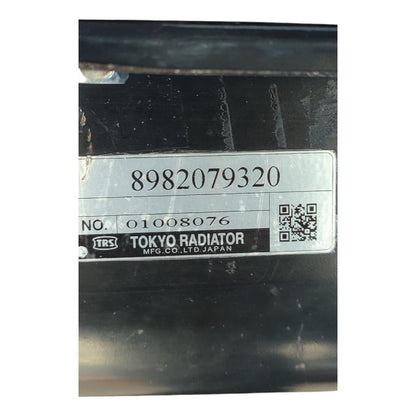 8982079320
NO. 01008076
TRS TOKYO RADIATOR
MFG.CO.,LTD.JAPAN